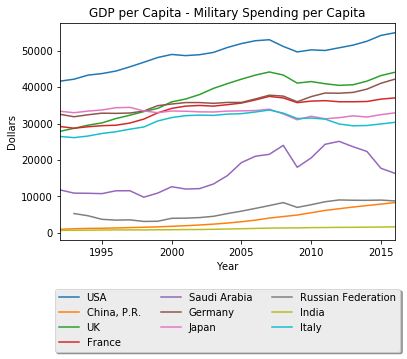 GDP per Capita - Military Spending per Capita
50000
40000
30000
20000
10000
0
Dollars
1995 2000 2005 2010 2015
Year
USA Saudi Arabia Russian Federation
China, P.R. Germany India
UK Japan Italy
France